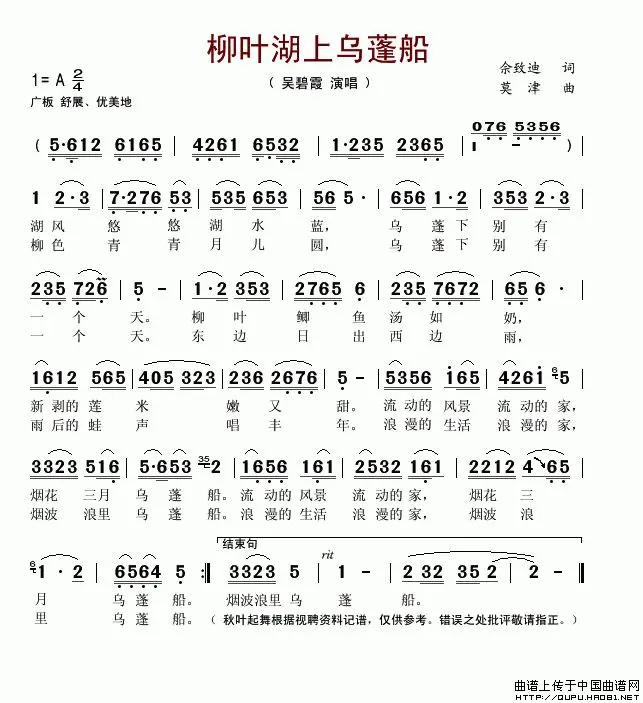 柳叶湖上乌蓬船
1=A 2/4
（ 吴碧霞 演唱 ）
佘致迪 词
莫 津 曲
广板 舒展、优美地
( 5·612 6165 | 4261 6532 | 1·235 2365 | 076 5356 )
1 2·3 | 7·276 53 | 535 653 | 56 5· | 656 1·2 | 353 2·3 |
湖风 悠 悠 湖 水 蓝， 乌 蓬 下 别 有
柳色 青 青 月 儿 圆， 乌 蓬 下 别 有
235 726 | 5 - | 1·2 353 | 2765 6 | 235 7672 | 65 6· |
一 个 天。 柳 叶 鲫 鱼 汤 如 奶，
一 个 天。 东 边 日 出 西 边 雨，
1612 565 | 405 323 | 236 2676 | 5 - | 5356 165 | 4261 5 |
新剥的 莲 米 嫩 又 甜。 流 动的 风景 流 动的 家，
雨后的 蛙 声 唱 丰 年。 浪 漫的 生活 浪 漫的 家，
3323 516 | 5·653 35 2 | 1656 161 | 2532 161 | 2212 4 65 |
烟花 三月 乌 蓬 船。 流 动的 风景 流 动的 家， 烟花 三
烟波 浪里 乌 蓬 船。 浪 漫的 生活 浪 漫的 家， 烟波 浪
结束句
rit
6 1 · 2 | 6564 5 :| 3323 5 | 1 - | 2 32 35 2 | 2 - ||
月 乌 蓬 船。 烟波浪里 乌 蓬 船。
里 乌 蓬 船。（ 秋叶起舞根据视聘资料记谱，仅供参考。错误之处批评敬请指正。）
曲谱上传于中国曲谱网
http://QUPU.HAO81.NET